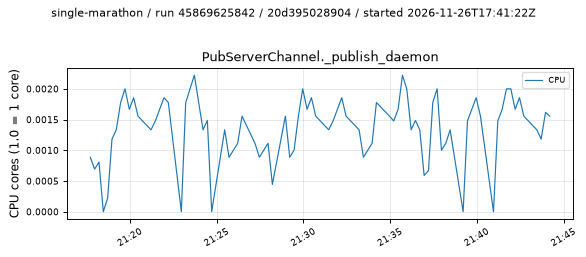 single-marathon / run 45869625842 / 20d395028904 / started 2026-11-26T17:41:22Z
PubServerChannel._publish_daemon
CPU cores (1.0 = 1 core)
CPU
0.0020
0.0015
0.0010
0.0005
0.0000
21:20
21:25
21:30
21:35
21:40
21:45